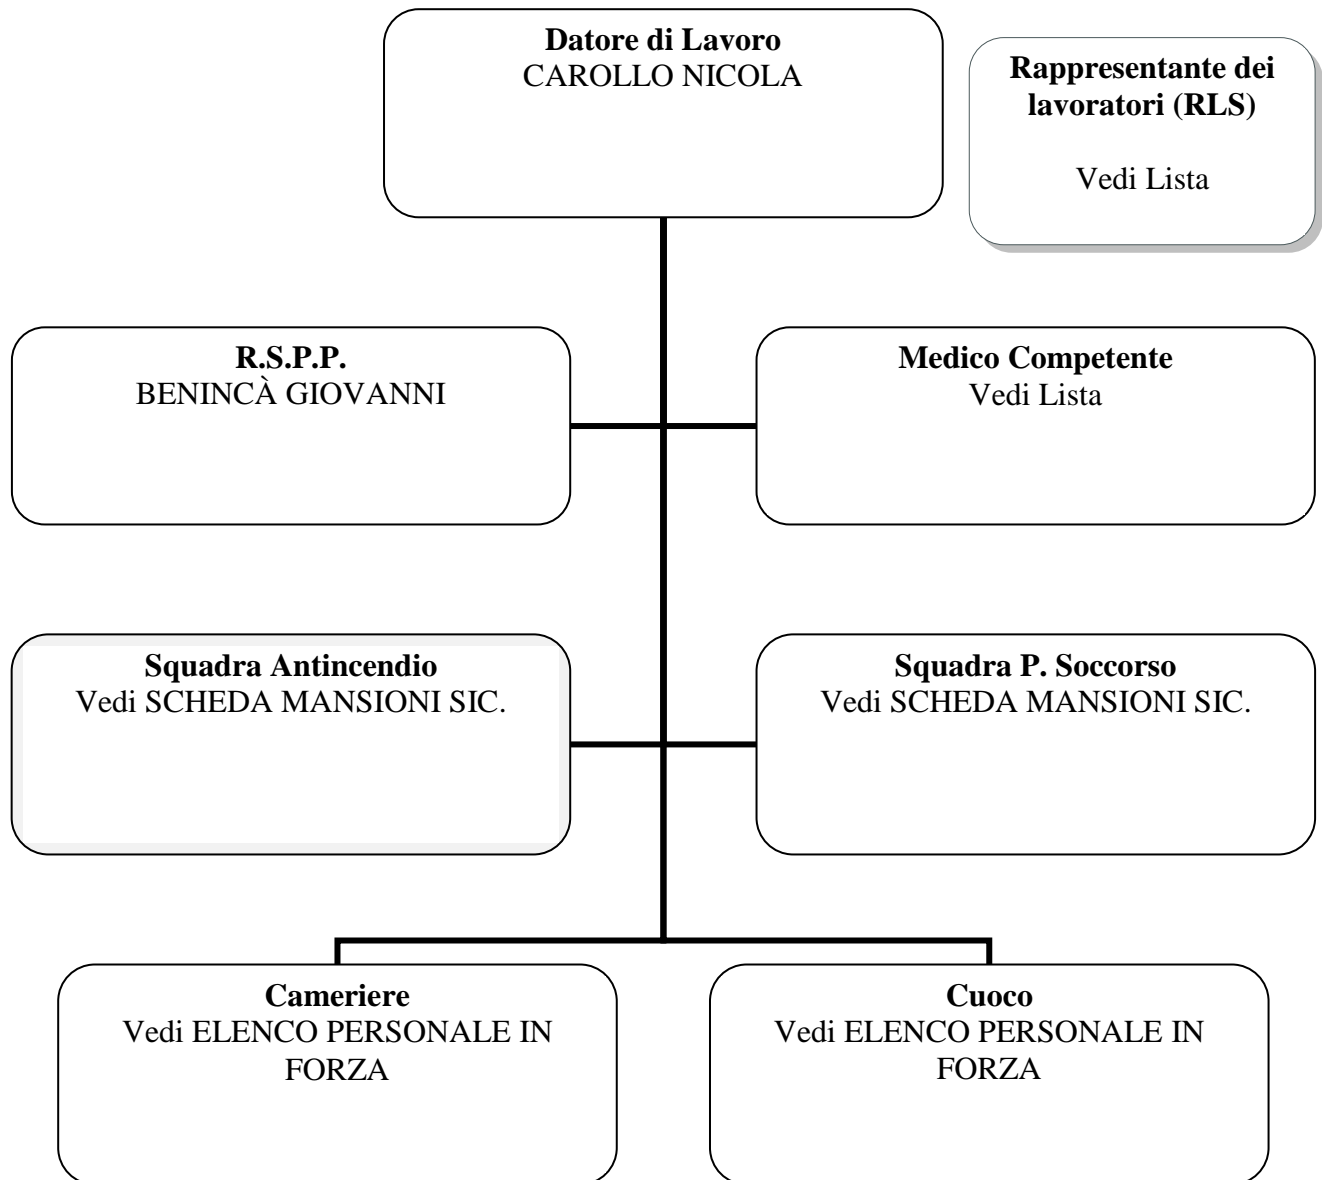 Datore di Lavoro
CAROLLO NICOLA
Rappresentante dei
lavoratori (RLS)
Vedi Lista
R.S.P.P.
BENINCÀ GIOVANNI
Medico Competente
Vedi Lista
Squadra Antincendio
Vedi SCHEDA MANSIONI SIC.
Squadra P. Soccorso
Vedi SCHEDA MANSIONI SIC.
Cameriere
Vedi ELENCO PERSONALE IN
FORZA
Cuoco
Vedi ELENCO PERSONALE IN
FORZA